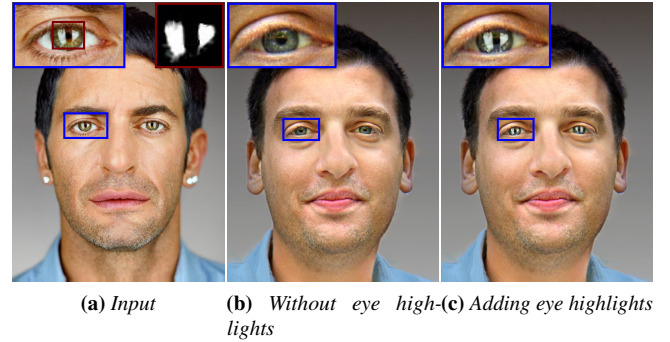 (a) Input
(b) Without eye high-
lights
(c) Adding eye highlights